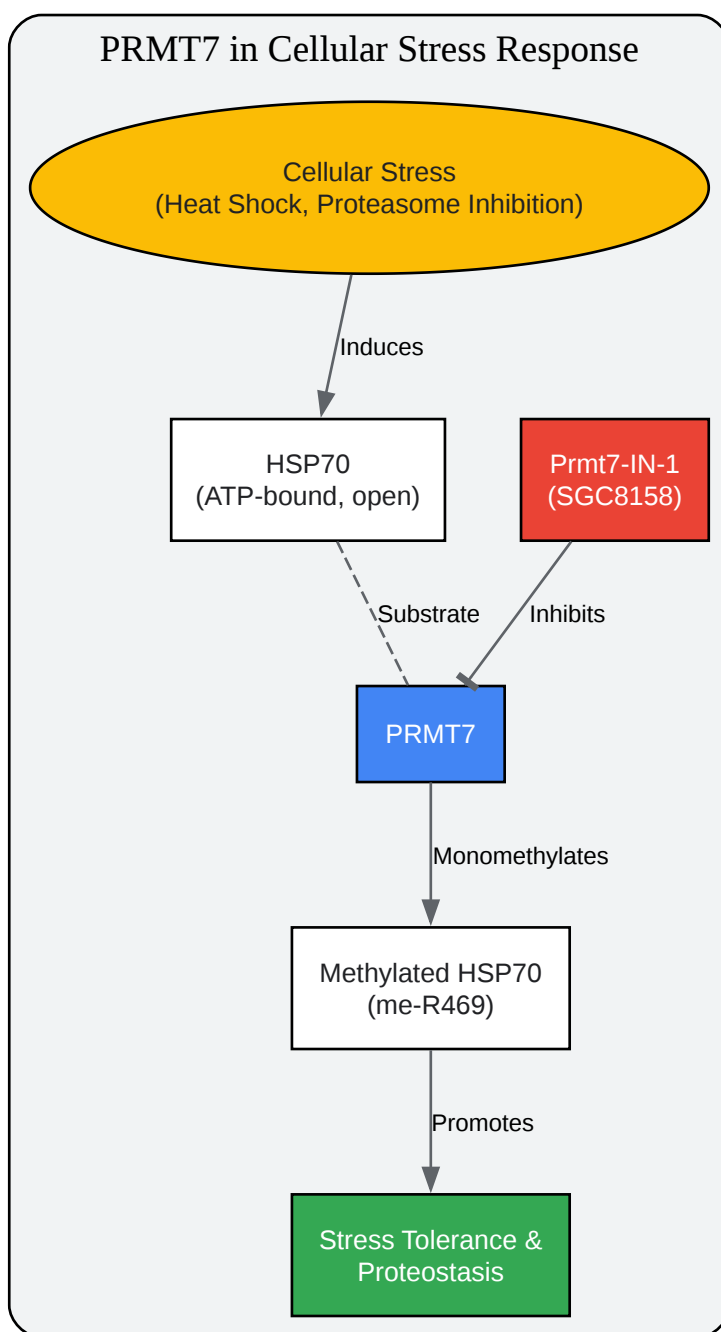 PRMT7 in Cellular Stress Response
Cellular Stress
(Heat Shock, Proteasome Inhibition)
Induces
HSP70
(ATP-bound, open)
Prmt7-IN-1
(SGC8158)
Substrate
Inhibits
PRMT7
Monomethylates
Methylated HSP70
(me-R469)
Promotes
Stress Tolerance &
Proteostasis